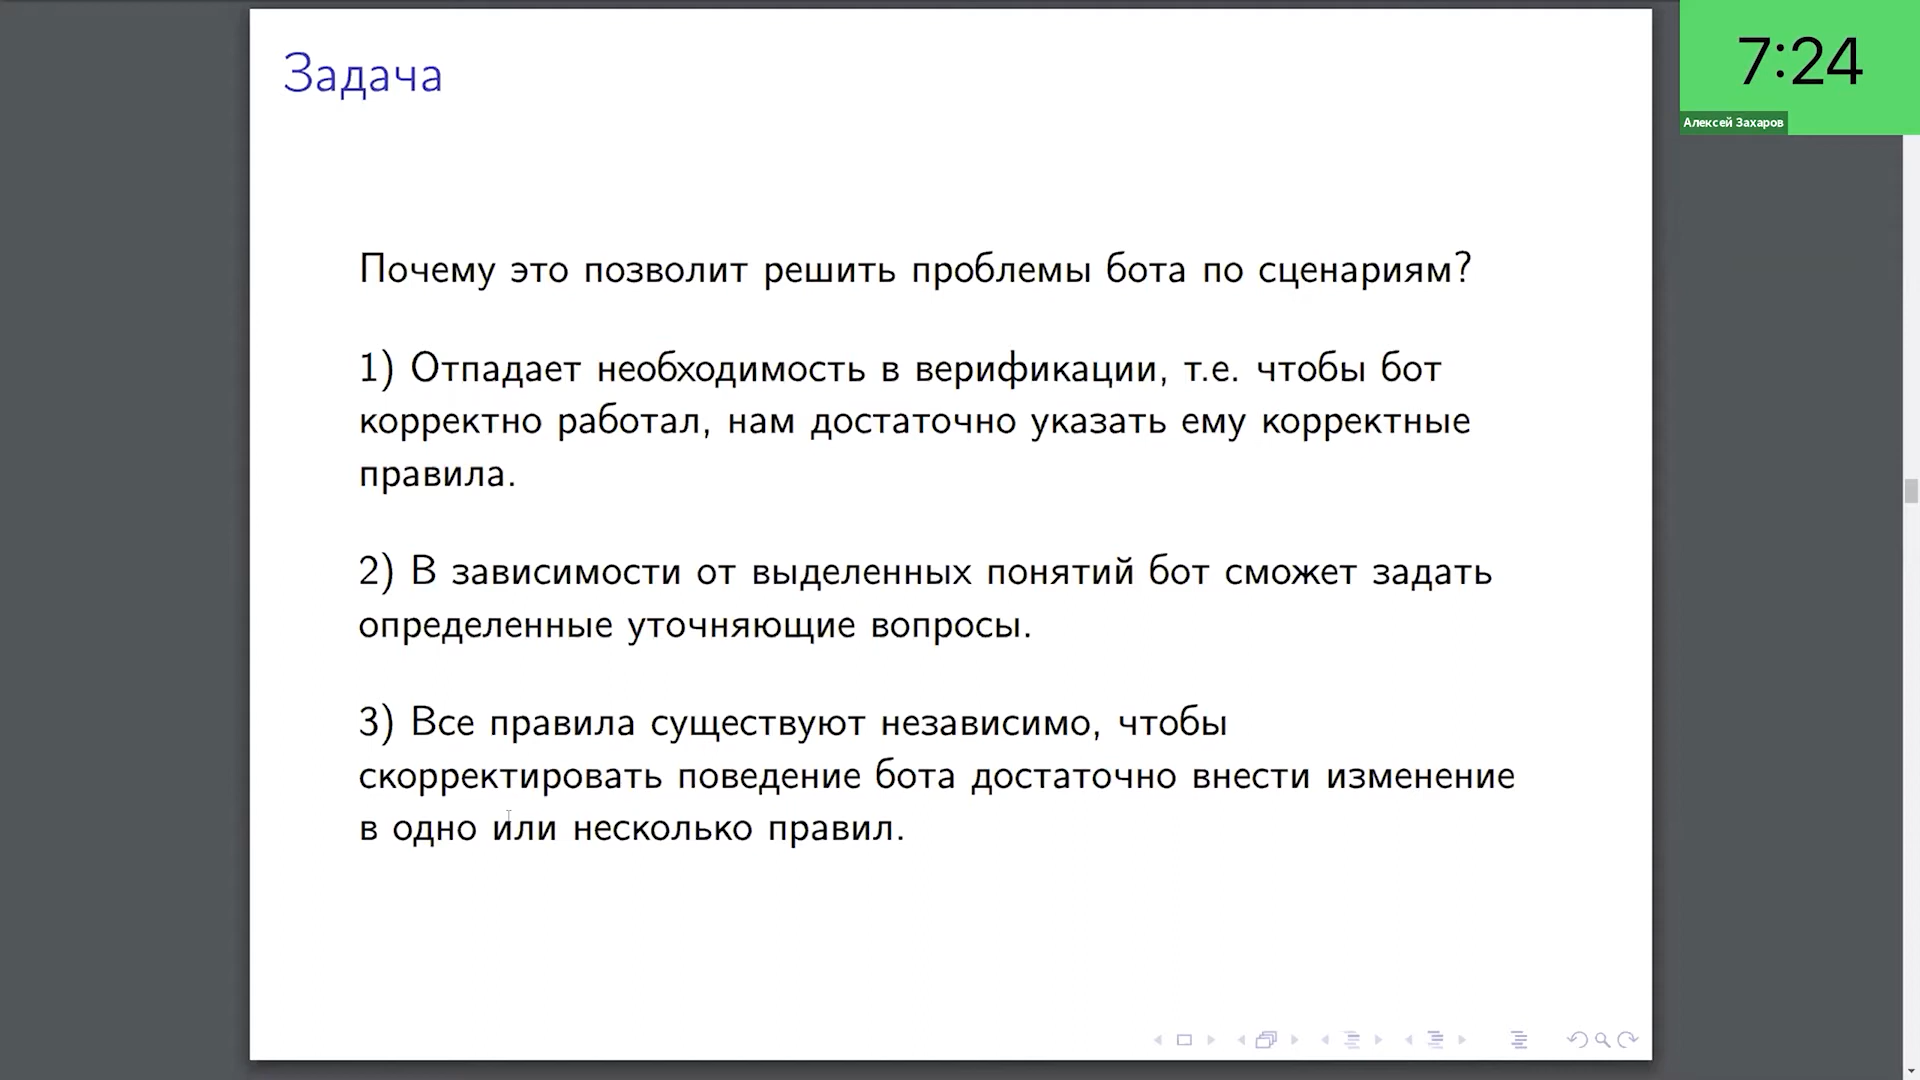 Задача
7:24
Алексей Захаров
Почему это позволит решить проблемы бота по сценариям?
1) Отпадает необходимость в верификации, т.е. чтобы бот
корректно работал, нам достаточно указать ему корректные
правила.
2) В зависимости от выделенных понятий бот сможет задать
определенные уточняющие вопросы.
3) Все правила существуют независимо, чтобы
скорректировать поведение бота достаточно внести изменение
в одно или несколько правил.